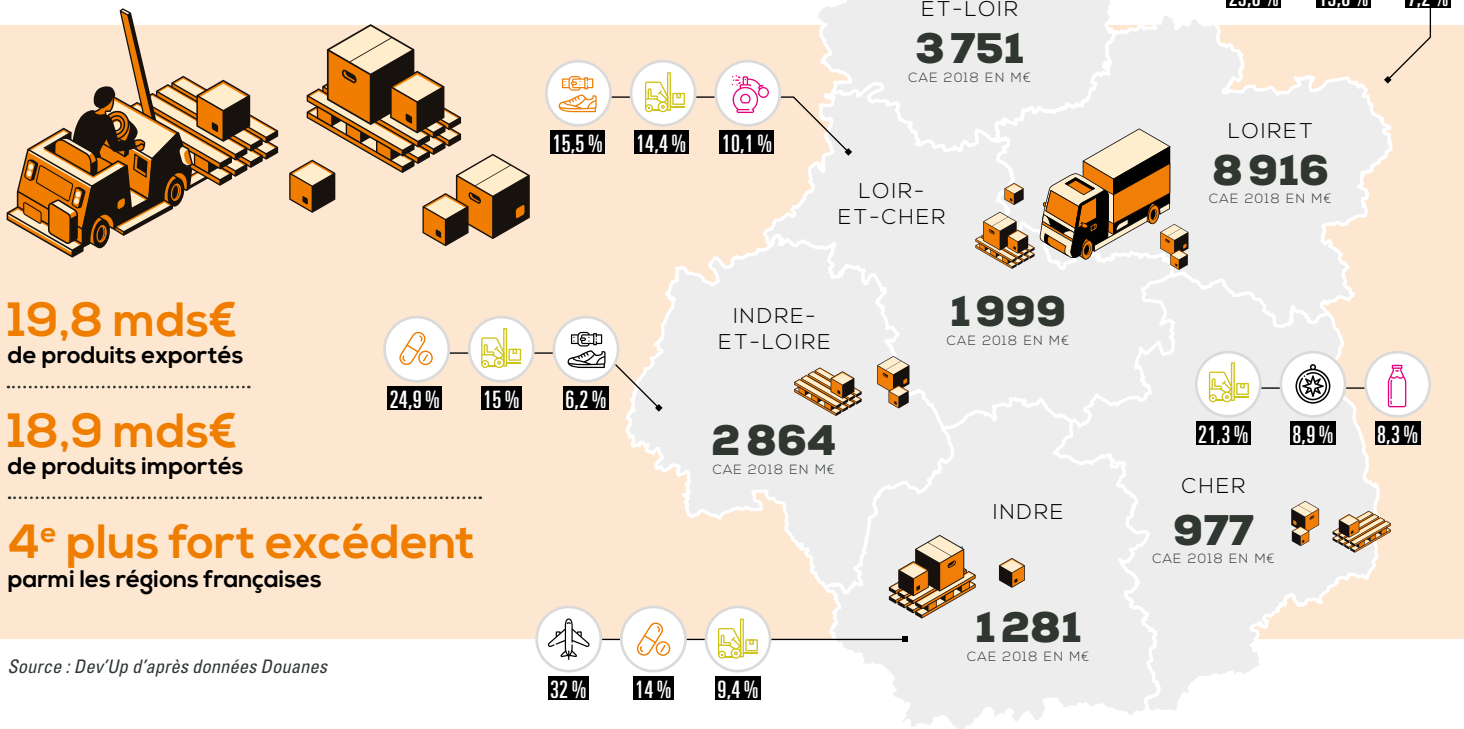 ET-LOIR
3 751
CAE 2018 EN M€
15,5 %
14,4 %
10,1 %
LOIRET
8 916
CAE 2018 EN M€
LOIR-
ET-CHER
1 999
CAE 2018 EN M€
19,8 mds€
de produits exportés
18,9 mds€
de produits importés
4e plus fort excédent
parmi les régions françaises
24,9 %
15 %
6,2 %
INDRE-
ET-LOIRE
2 864
CAE 2018 EN M€
21,3 %
8,9 %
8,3 %
CHER
977
CAE 2018 EN M€
INDRE
1 281
CAE 2018 EN M€
32 %
14 %
9,4 %
Source : Dev'Up d'après données Douanes